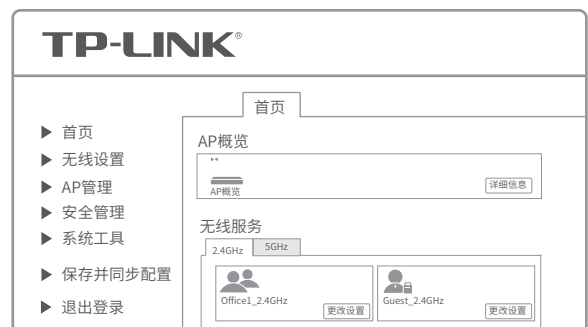 TP-LINK®
首页
首页
无线设置
AP管理
安全管理
系统工具
保存并同步配置
退出登录
AP概览
AP概览
详细信息
无线服务
2.4GHz
5GHz
Office1_2.4GHz
更改设置
Guest_2.4GHz
更改设置